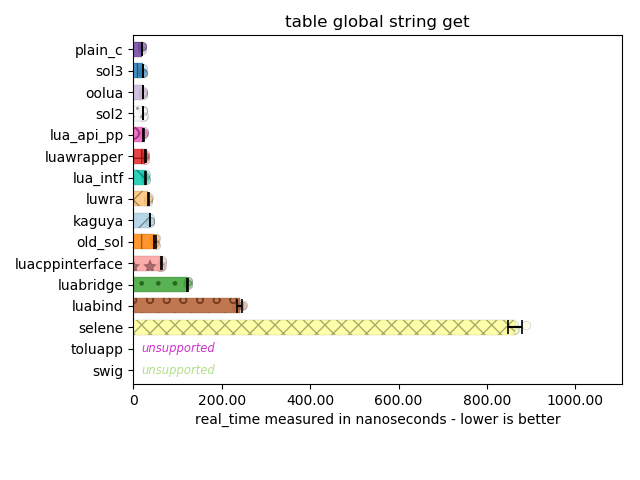 table global string get
plain_c
sol3
oolua
sol2
lua_api_pp
luawrapper
lua_intf
luwra
kaguya
old_sol
luacppinterface
luabridge
luabind
selene
toluapp unsupported
swig unsupported
0 200.00 400.00 600.00 800.00 1000.00
real_time measured in nanoseconds - lower is better